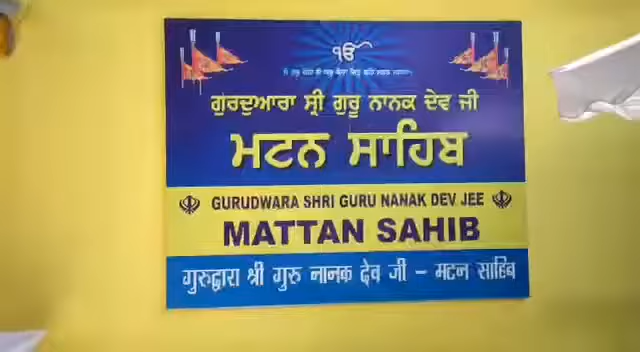 ੴ
ਗੁਰਦੁਆਰਾ ਸ੍ਰੀ ਗੁਰੂ ਨਾਨਕ ਦੇਵ ਜੀ
ਮਟਨ ਸਾਹਿਬ
GURUDWARA SHRI GURU NANAK DEV JEE
MATTAN SAHIB
गुरुद्वारा श्री गुरु नानक देव जी - मटन साहिब